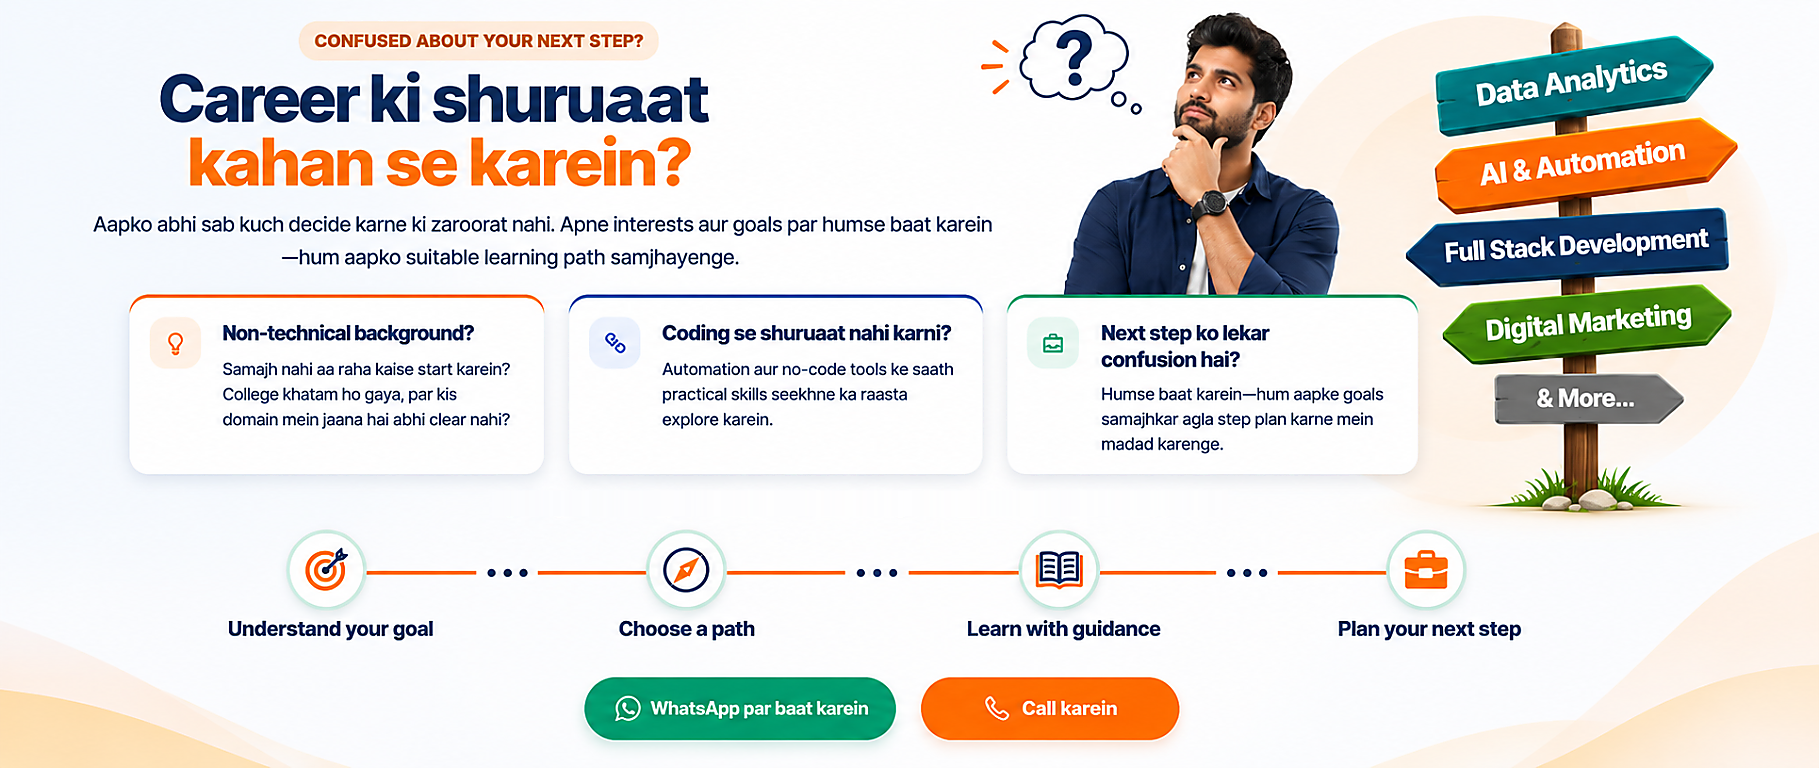 CONFUSED ABOUT YOUR NEXT STEP?
Career ki shuruaat
kahan se karein?
Aapko abhi sab kuch decide karne ki zaroorat nahi. Apne interests aur goals par humse baat karein
—hum aapko suitable learning path samjhayenge.
?
Data Analytics
AI & Automation
Full Stack Development
Digital Marketing
& More...
Non-technical background?
Samajh nahi aa raha kaise start karein?
College khatam ho gaya, par kis
domain mein jaana hai abhi clear nahi?
Coding se shuruaat nahi karni?
Automation aur no-code tools ke saath
practical skills seekhne ka raasta
explore karein.
Next step ko lekar
confusion hai?
Humse baat karein—hum aapke goals
samajhkar agla step plan karne mein
madad karenge.
Understand your goal
Choose a path
Learn with guidance
Plan your next step
WhatsApp par baat karein
Call karein